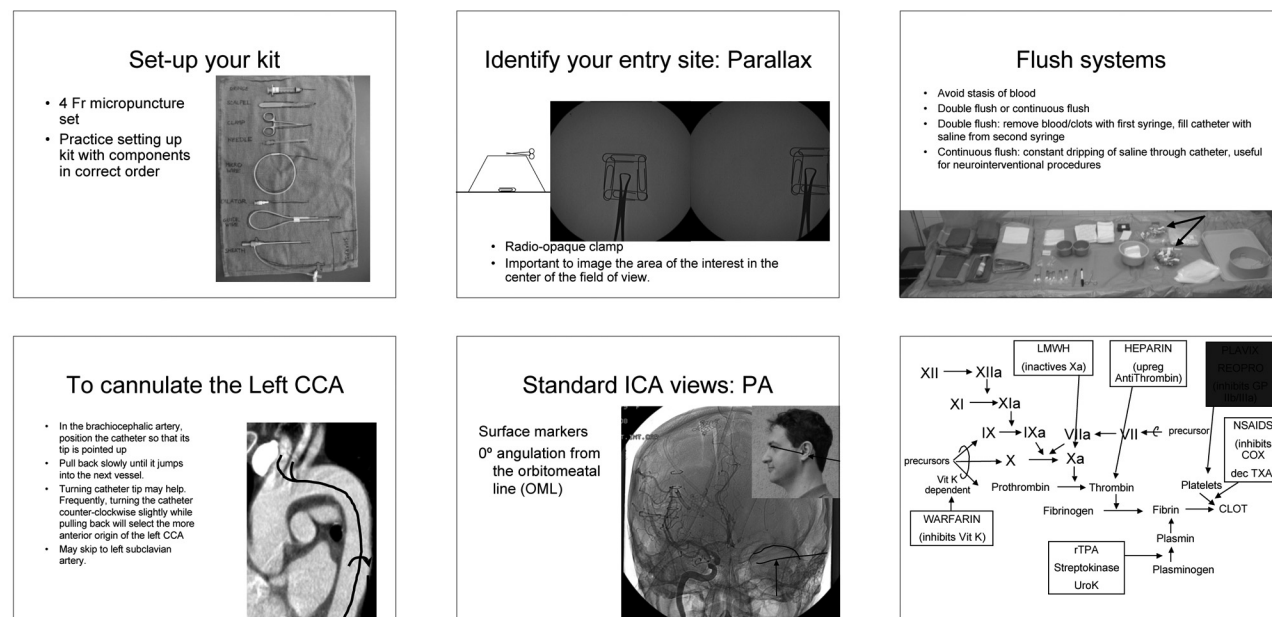 Set-up your kit
• 4 Fr micropuncture
set
• Practice setting up
kit with components
in correct order
CLAMP
Identify your entry site: Parallax
• Radio-opaque clamp
• Important to image the area of the interest in the
center of the field of view.
Flush systems
• Avoid stasis of blood
• Double flush or continuous flush
• Double flush: remove blood/clots with first syringe, fill catheter with
saline from second syringe
• Continuous flush: constant dripping of saline through catheter, useful
for neurointerventional procedures
To cannulate the Left CCA
• In the brachiocephalic artery,
position the catheter so that its
tip is pointed up
• Pull back slowly until it jumps
into the next vessel.
• Turning catheter tip may help.
Frequently, turning the catheter
counter-clockwise slightly while
pulling back will select the more
anterior origin of the left CCA
• May skip to left subclavian
artery.
Standard ICA views: PA
Surface markers
0º angulation from
the orbitomeatal
line (OML)
LMWH
(inactives Xa)
HEPARIN
(upreg
AntiThrombin)
PLAVIX
REOPRO
(inhibits GP
IIb/IIIa)
XII XIIa
XI XIa
IX IXa VIIa VII precursor
NSAIDS
(inhibits
COX
dec TXA
precursors X Xa
Vit K
dependent
Prothrombin Thrombin Platelets
Fibrinogen Fibrin CLOT
WARFARIN
(inhibits Vit K)
Plasmin
rTPA
Streptokinase
UroK
Plasminogen